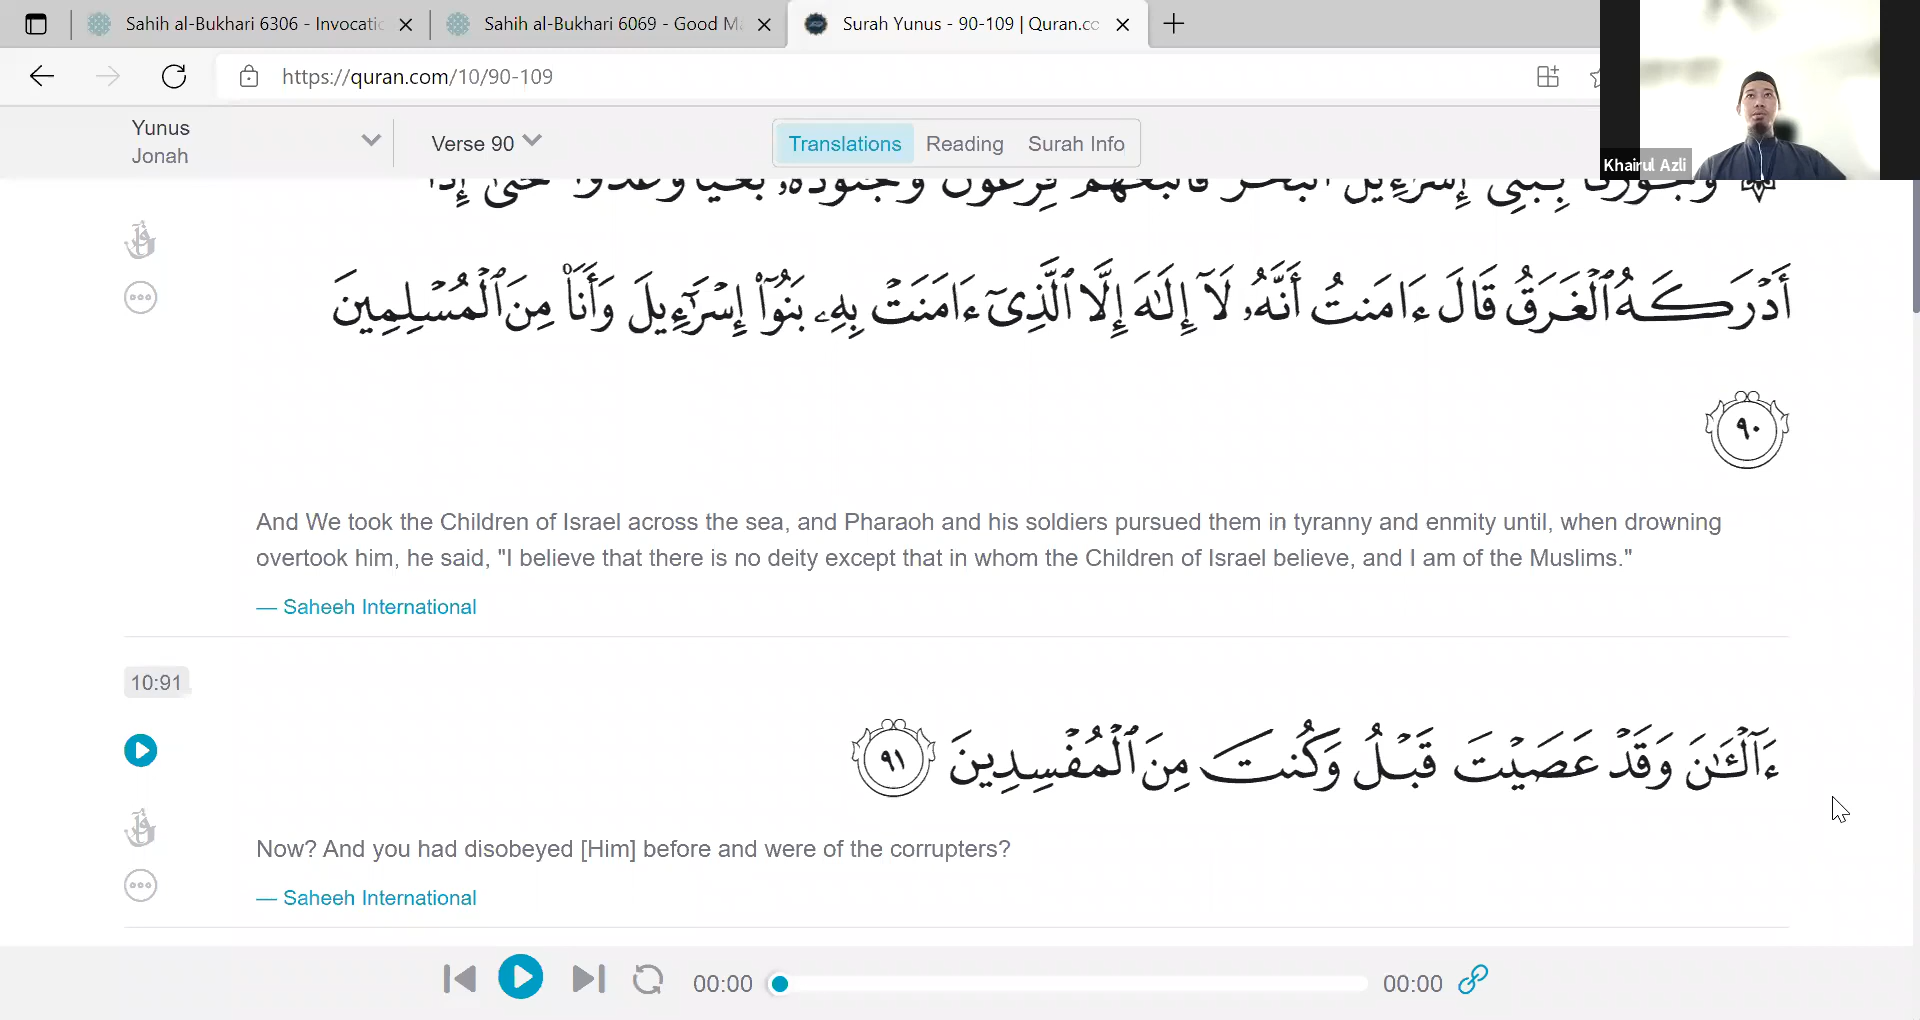 Sahih al-Bukhari 6306 - Invocatic
Sahih al-Bukhari 6069 - Good Ma
Surah Yunus - 90-109 | Quran.co
https://quran.com/10/90-109
Yunus
Jonah
Verse 90
Translations
Reading
Surah Info
Khairul Azli
أَدْرَكَهُ ٱلْغَرَقُ قَالَ ءَامَنتُ أَنَّهُۥ لَآ إِلَـٰهَ إِلَّا ٱلَّذِىٓ ءَامَنَتْ بِهِۦ بَنُوٓا۟ إِسْرَٰٓءِيلَ وَأَنَا۠ مِنَ ٱلْمُسْلِمِينَ
٩٠
And We took the Children of Israel across the sea, and Pharaoh and his soldiers pursued them in tyranny and enmity until, when drowning
overtook him, he said, "I believe that there is no deity except that in whom the Children of Israel believe, and I am of the Muslims."
— Saheeh International
10:91
ءَآلْـَٔـٰنَ وَقَدْ عَصَيْتَ قَبْلُ وَكُنتَ مِنَ ٱلْمُفْسِدِينَ ٩١
Now? And you had disobeyed [Him] before and were of the corrupters?
— Saheeh International
00:00
00:00